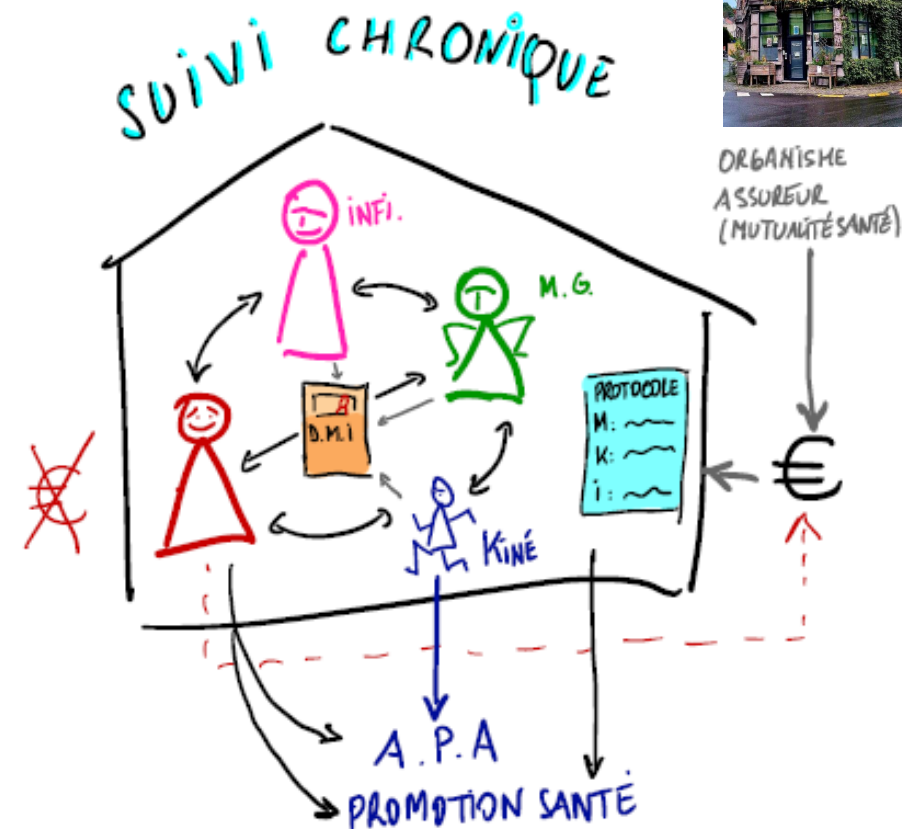 SUIVI CHRONIQUE
ORGANISME
ASSUREUR
(MUTUALITÉ SANTÉ)
INFI.
M.G.
PROTOCOLE
M:
K:
i:
D.M.I
€
€
KINÉ
A.P.A
PROMOTION SANTÉ